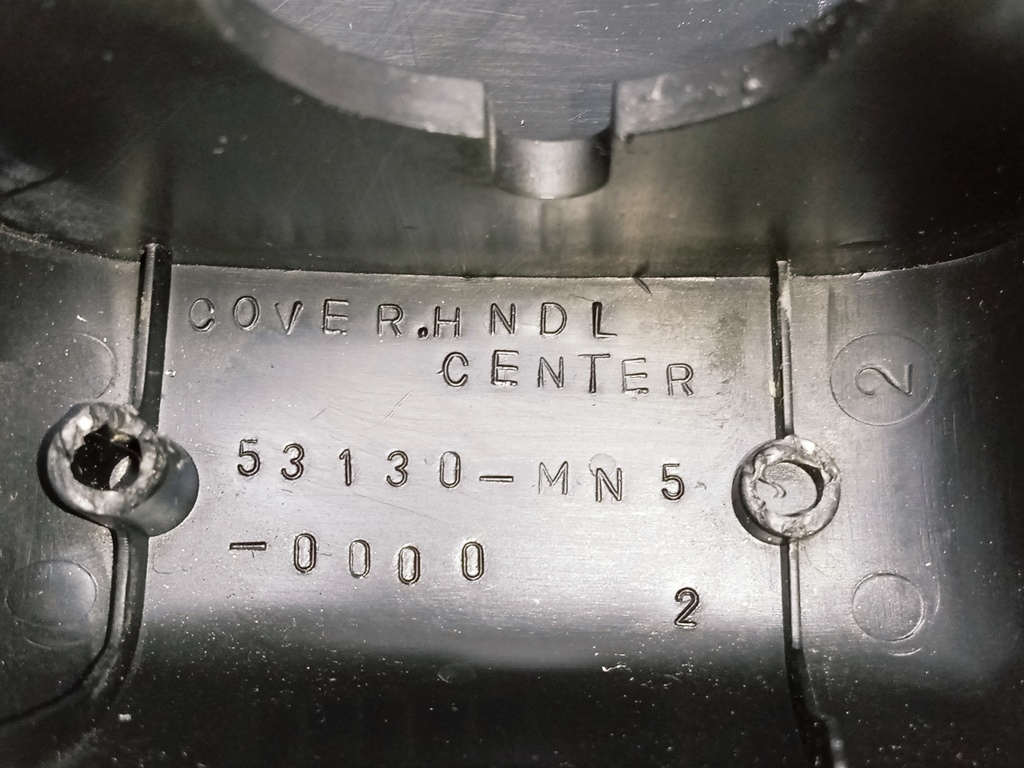 COVER.HNDL
CENTER
53130-MN5
-0000
2
2